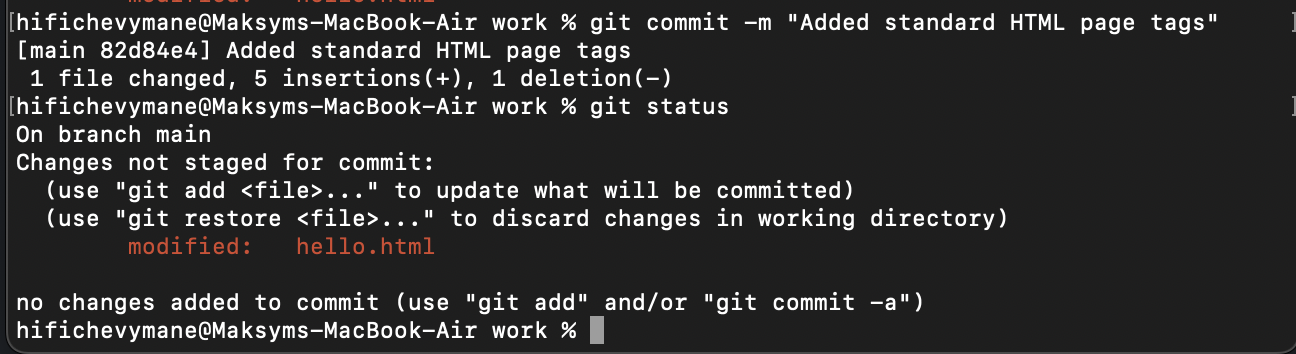 [hifichevymane@Maksyms-MacBook-Air work % git commit -m "Added standard HTML page tags" ]
[main 82d84e4] Added standard HTML page tags
 1 file changed, 5 insertions(+), 1 deletion(-)
[hifichevymane@Maksyms-MacBook-Air work % git status ]
On branch main
Changes not staged for commit:
  (use "git add <file>..." to update what will be committed)
  (use "git restore <file>..." to discard changes in working directory)
        modified:   hello.html

no changes added to commit (use "git add" and/or "git commit -a")
hifichevymane@Maksyms-MacBook-Air work %